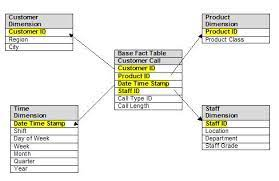 Customer
Dimension
Customer ID
Region
City
Product
Dimension
Product ID
Product Class
Base Fact Table
Customer Call
Customer ID
Product ID
Date Time Stamp
Staff ID
Call Type ID
Call Length
Time
Dimension
Date Time Stamp
Shift
Day of Week
Week
Month
Quarter
Year
Staff
Dimension
Staff ID
Location
Department
Staff Grade